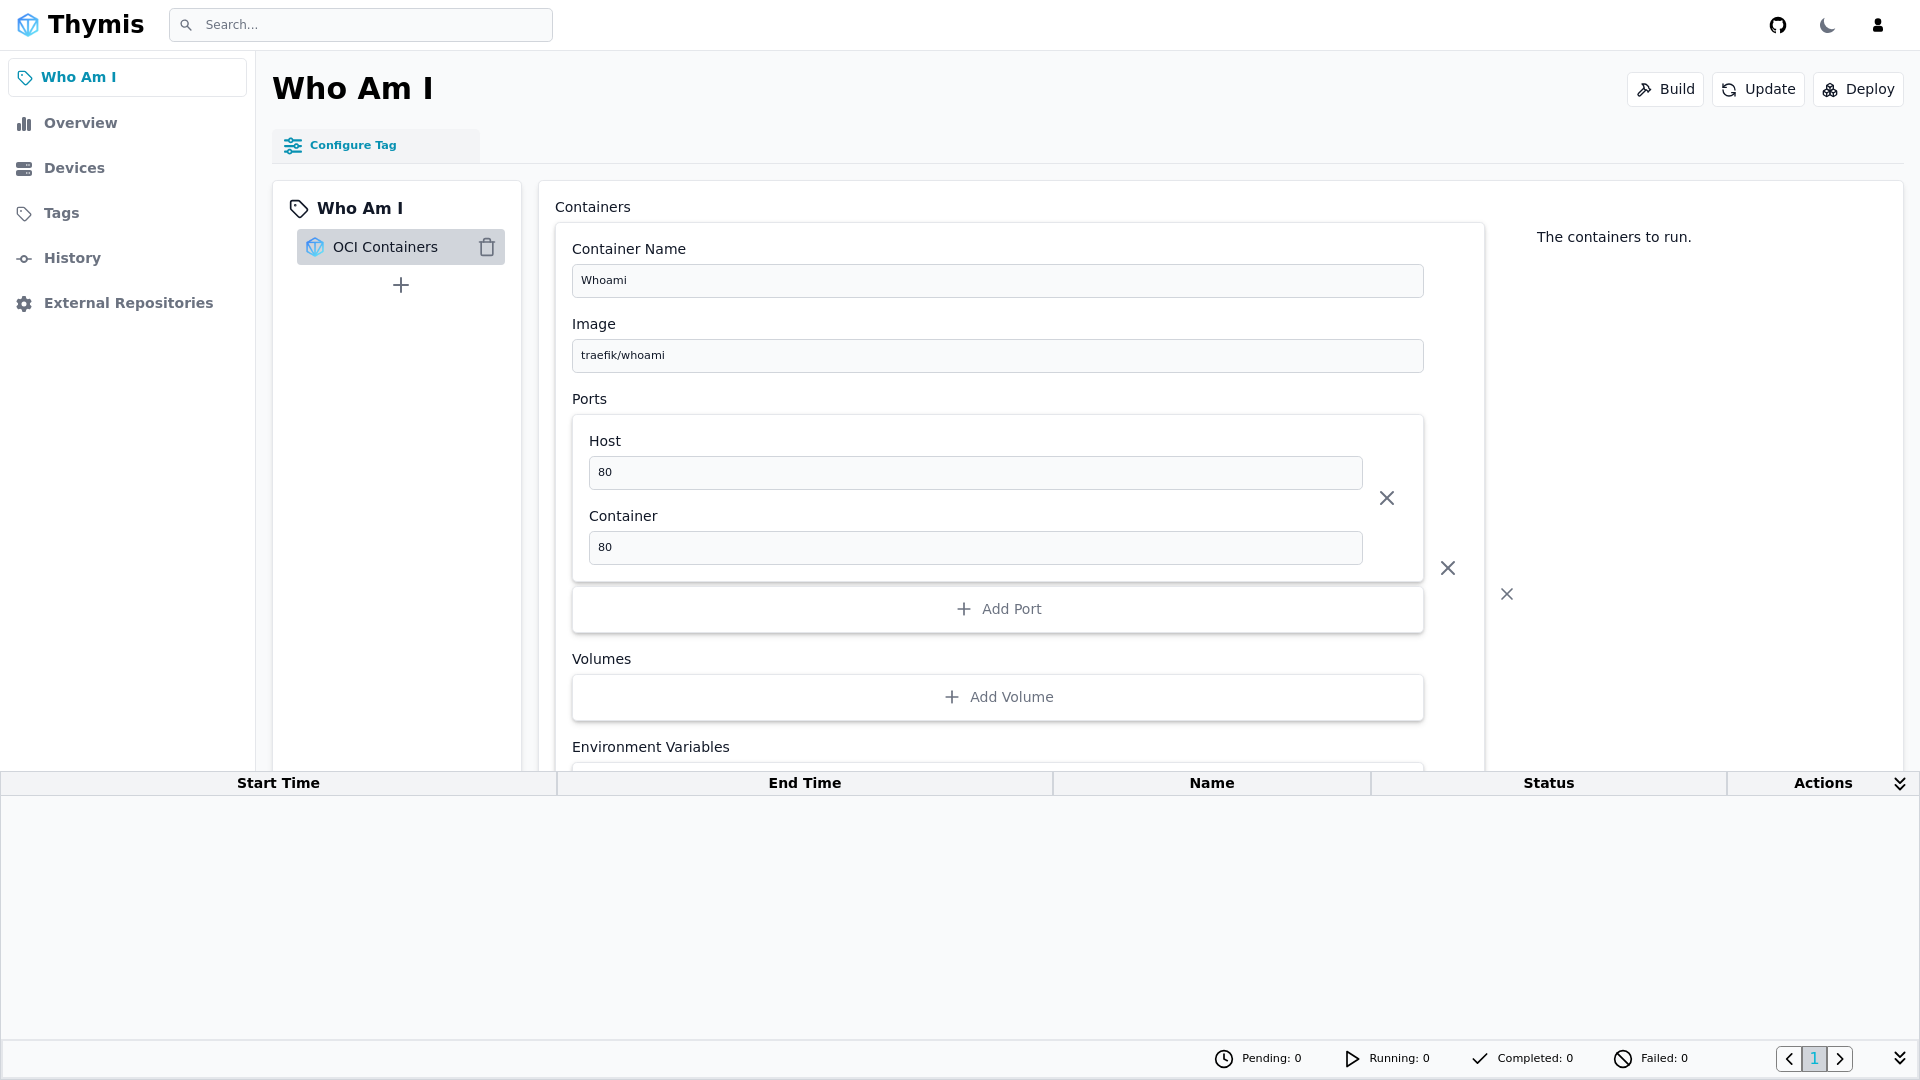 Thymis
Search...
Who Am I
Overview
Devices
Tags
History
External Repositories
Who Am I
Build
Update
Deploy
Configure Tag
Who Am I
OCI Containers
Containers
Container Name
Whoami
Image
traefik/whoami
Ports
Host
80
Container
80
Add Port
Volumes
Add Volume
Environment Variables
The containers to run.
Start Time End Time Name Status Actions
Pending: 0 Running: 0 Completed: 0 Failed: 0 1